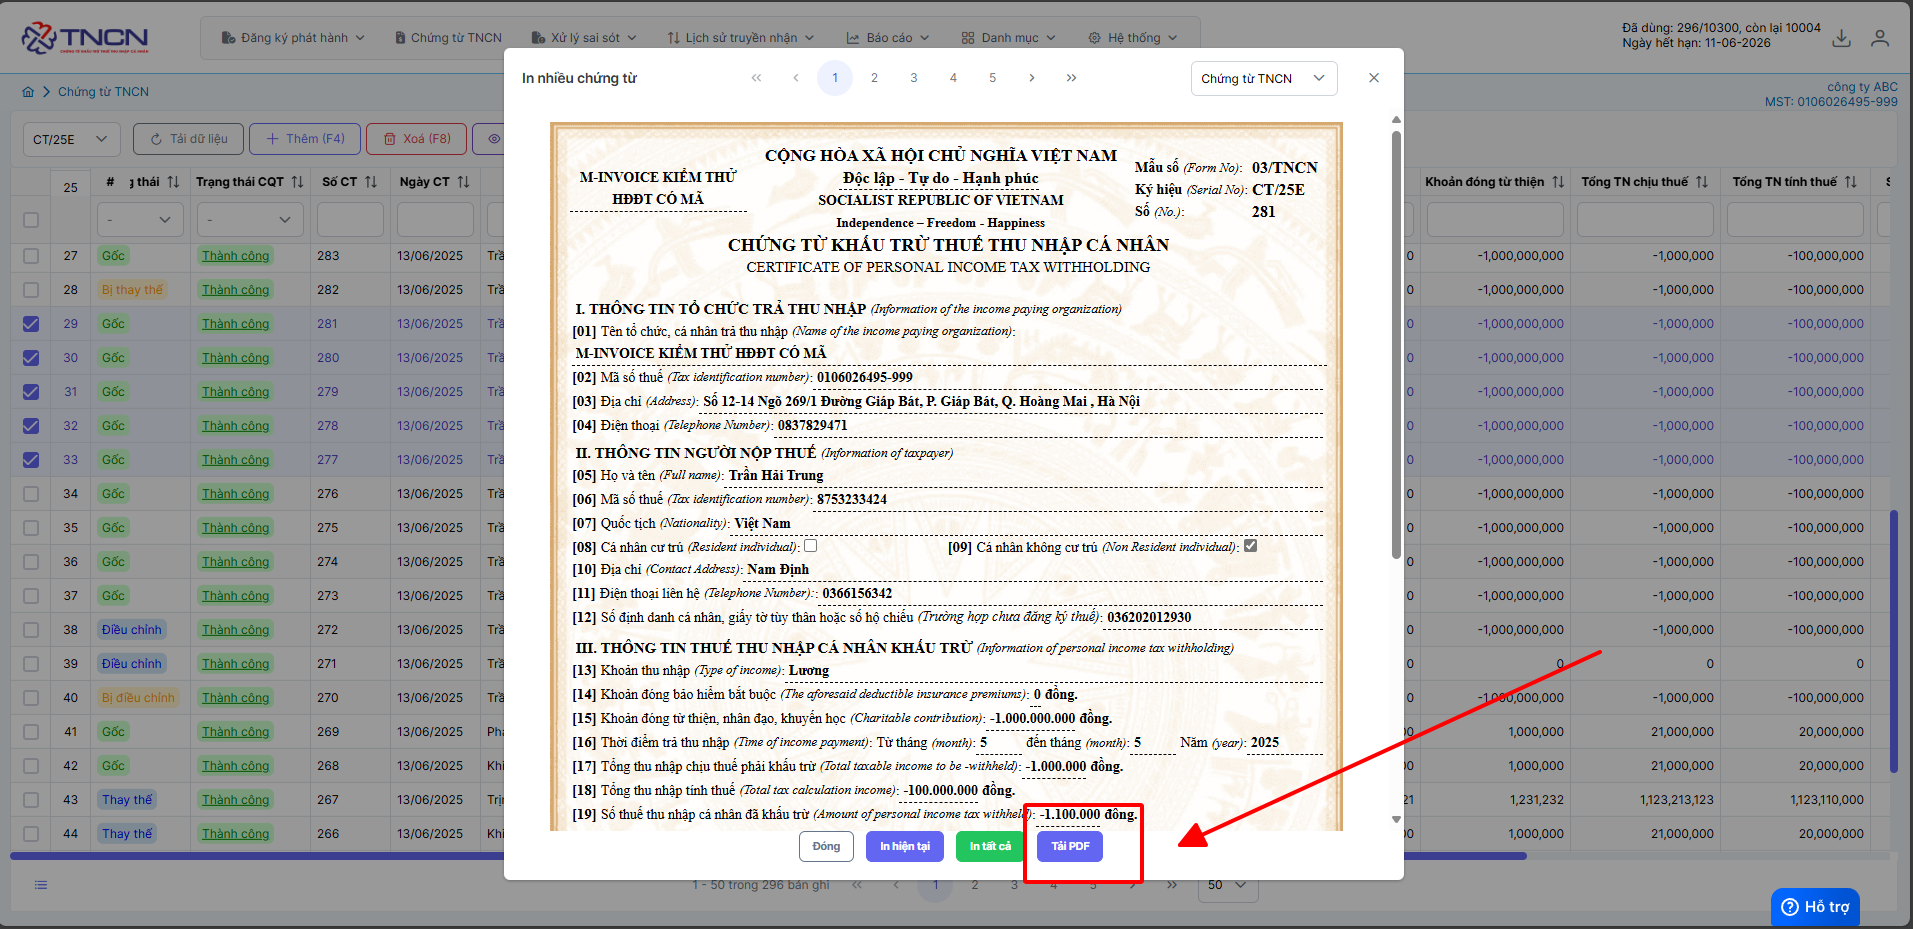 TNCN
Đăng ký phát hành
Chứng từ TNCN
Xử lý sai sót
Lịch sử truyền nhận
Báo cáo
Danh mục
Hệ thống
Đã dùng: 296/10300, còn lại 10004
Ngày hết hạn: 11-06-2026
Chứng từ TNCN
công ty ABC
MST: 0106026495-999
CT/25E
Tải dữ liệu
Thêm (F4)
Xoá (F8)
In nhiều chứng từ
1 2 3 4 5
Chứng từ TNCN
M-INVOICE KIỂM THỬ
HĐĐT CÓ MÃ
CỘNG HÒA XÃ HỘI CHỦ NGHĨA VIỆT NAM
Độc lập - Tự do - Hạnh phúc
SOCIALIST REPUBLIC OF VIETNAM
Independence – Freedom - Happiness
Mẫu số (Form No): 03/TNCN
Ký hiệu (Serial No): CT/25E
Số (No.): 281
CHỨNG TỪ KHẤU TRỪ THUẾ THU NHẬP CÁ NHÂN
CERTIFICATE OF PERSONAL INCOME TAX WITHHOLDING
I. THÔNG TIN TỔ CHỨC TRẢ THU NHẬP (Information of the income paying organization)
[01] Tên tổ chức, cá nhân trả thu nhập (Name of the income paying organization):
M-INVOICE KIỂM THỬ HĐĐT CÓ MÃ
[02] Mã số thuế (Tax identification number): 0106026495-999
[03] Địa chỉ (Address): Số 12-14 Ngõ 269/1 Đường Giáp Bát, P. Giáp Bát, Q. Hoàng Mai , Hà Nội
[04] Điện thoại (Telephone Number): 0837829471
II. THÔNG TIN NGƯỜI NỘP THUẾ (Information of taxpayer)
[05] Họ và tên (Full name): Trần Hải Trung
[06] Mã số thuế (Tax identification number): 8753233424
[07] Quốc tịch (Nationality): Việt Nam
[08] Cá nhân cư trú (Resident individual): [09] Cá nhân không cư trú (Non Resident individual):
[10] Địa chỉ (Contact Address): Nam Định
[11] Điện thoại liên hệ (Telephone Number):: 0366156342
[12] Số định danh cá nhân, giấy tờ tùy thân hoặc số hộ chiếu (Trường hợp chưa đăng ký thuế): 036202012930
III. THÔNG TIN THUẾ THU NHẬP CÁ NHÂN KHẤU TRỪ (Information of personal income tax withholding)
[13] Khoản thu nhập (Type of income): Lương
[14] Khoản đóng bảo hiểm bắt buộc (The aforesaid deductible insurance premiums): 0 đồng.
[15] Khoản đóng từ thiện, nhân đạo, khuyến học (Charitable contribution): -1.000.000.000 đồng.
[16] Thời điểm trả thu nhập (Time of income payment): Từ tháng (month): 5 đến tháng (month): 5 Năm (year): 2025
[17] Tổng thu nhập chịu thuế phải khấu trừ (Total taxable income to be -withheld): -1.000.000 đồng.
[18] Tổng thu nhập tính thuế (Total tax calculation income): -100.000.000 đồng.
[19] Số thuế thu nhập cá nhân đã khấu trừ (Amount of personal income tax withheld): -1.100.000 đồng.
Đóng
In hiện tại
In tất cả
Tải PDF
25 # g thái Trạng thái CQT Số CT Ngày CT Khoản đóng từ thiện Tổng TN chịu thuế Tổng TN tính thuế S
- -
27 Gốc Thành công 283 13/06/2025 Trầ 0 -1,000,000,000 -1,000,000 -100,000,000
28 Bị thay thế Thành công 282 13/06/2025 Trầ 0 -1,000,000,000 -1,000,000 -100,000,000
29 Gốc Thành công 281 13/06/2025 Trầ 0 -1,000,000,000 -1,000,000 -100,000,000
30 Gốc Thành công 280 13/06/2025 Trầ 0 -1,000,000,000 -1,000,000 -100,000,000
31 Gốc Thành công 279 13/06/2025 Trầ 0 -1,000,000,000 -1,000,000 -100,000,000
32 Gốc Thành công 278 13/06/2025 Trầ 0 -1,000,000,000 -1,000,000 -100,000,000
33 Gốc Thành công 277 13/06/2025 Trầ 0 -1,000,000,000 -1,000,000 -100,000,000
34 Gốc Thành công 276 13/06/2025 Trầ 0 -1,000,000,000 -1,000,000 -100,000,000
35 Gốc Thành công 275 13/06/2025 Trầ 0 -1,000,000,000 -1,000,000 -100,000,000
36 Gốc Thành công 274 13/06/2025 Trầ 0 -1,000,000,000 -1,000,000 -100,000,000
37 Gốc Thành công 273 13/06/2025 Trầ 0 -1,000,000,000 -1,000,000 -100,000,000
38 Điều chỉnh Thành công 272 13/06/2025 Trầ 0 -1,000,000,000 -1,000,000 -100,000,000
39 Điều chỉnh Thành công 271 13/06/2025 Trầ 0 0 0 0
40 Bị điều chỉnh Thành công 270 13/06/2025 Trầ 0 -1,000,000,000 -1,000,000 -100,000,000
41 Gốc Thành công 269 13/06/2025 Phạ 00 1,000,000 21,000,000 20,000,000
42 Gốc Thành công 268 13/06/2025 Khi 00 1,000,000 21,000,000 20,000,000
43 Thay thế Thành công 267 13/06/2025 Trịn 21 1,231,232 1,123,213,123 1,123,110,000
44 Thay thế Thành công 266 13/06/2025 Khi 00 1,000,000 21,000,000 20,000,000
1 - 50 trong 296 bản ghi
1 2 3 4 5
50
Hỗ trợ